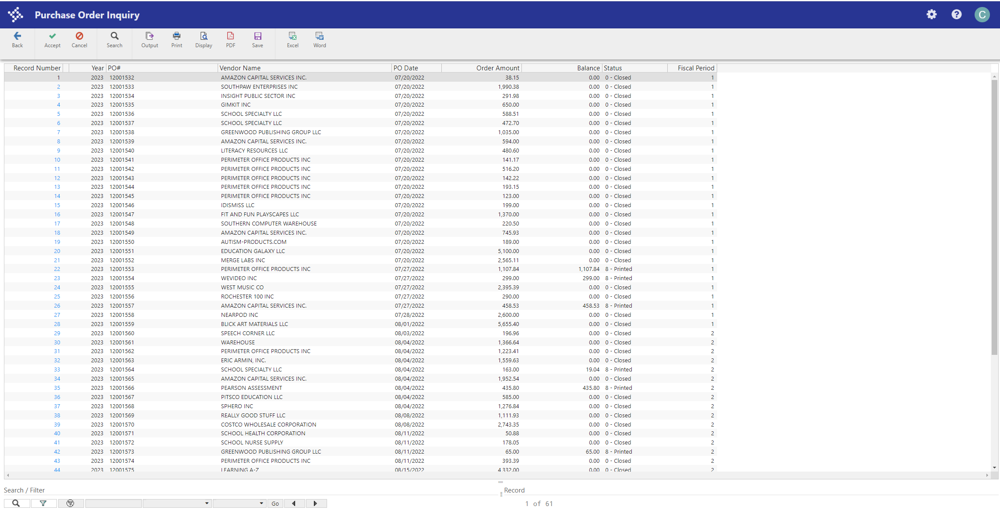 Purchase Order Inquiry
C
Back Accept Cancel Search Output Print Display PDF Save Excel Word
Record Number Year PO# Vendor Name PO Date Order Amount Balance Status Fiscal Period
1 2023 12001532 AMAZON CAPITAL SERVICES INC. 07/20/2022 38.15 0.00 0 - Closed 1
2 2023 12001533 SOUTHPAW ENTERPRISES INC 07/20/2022 1,990.38 0.00 0 - Closed 1
3 2023 12001534 INSIGHT PUBLIC SECTOR INC 07/20/2022 291.98 0.00 0 - Closed 1
4 2023 12001535 GIMKIT INC 07/20/2022 650.00 0.00 0 - Closed 1
5 2023 12001536 SCHOOL SPECIALTY LLC 07/20/2022 588.51 0.00 0 - Closed 1
6 2023 12001537 SCHOOL SPECIALTY LLC 07/20/2022 472.70 0.00 0 - Closed 1
7 2023 12001538 GREENWOOD PUBLISHING GROUP LLC 07/20/2022 1,035.00 0.00 0 - Closed 1
8 2023 12001539 AMAZON CAPITAL SERVICES INC. 07/20/2022 594.00 0.00 0 - Closed 1
9 2023 12001540 LITERACY RESOURCES LLC 07/20/2022 480.60 0.00 0 - Closed 1
10 2023 12001541 PERIMETER OFFICE PRODUCTS INC 07/20/2022 141.17 0.00 0 - Closed 1
11 2023 12001542 PERIMETER OFFICE PRODUCTS INC 07/20/2022 516.20 0.00 0 - Closed 1
12 2023 12001543 PERIMETER OFFICE PRODUCTS INC 07/20/2022 142.22 0.00 0 - Closed 1
13 2023 12001544 PERIMETER OFFICE PRODUCTS INC 07/20/2022 193.15 0.00 0 - Closed 1
14 2023 12001545 PERIMETER OFFICE PRODUCTS INC 07/20/2022 123.00 0.00 0 - Closed 1
15 2023 12001546 IDISMISS LLC 07/20/2022 199.00 0.00 0 - Closed 1
16 2023 12001547 FIT AND FUN PLAYSCAPES LLC 07/20/2022 1,370.00 0.00 0 - Closed 1
17 2023 12001548 SOUTHERN COMPUTER WAREHOUSE 07/20/2022 220.50 0.00 0 - Closed 1
18 2023 12001549 AMAZON CAPITAL SERVICES INC. 07/20/2022 745.93 0.00 0 - Closed 1
19 2023 12001550 AUTISM-PRODUCTS.COM 07/20/2022 189.00 0.00 0 - Closed 1
20 2023 12001551 EDUCATION GALAXY LLC 07/20/2022 5,100.00 0.00 0 - Closed 1
21 2023 12001552 MERGE LABS INC 07/20/2022 2,565.11 0.00 0 - Closed 1
22 2023 12001553 PERIMETER OFFICE PRODUCTS INC 07/27/2022 1,107.84 1,107.84 8 - Printed 1
23 2023 12001554 WEVIDEO INC 07/27/2022 299.00 299.00 8 - Printed 1
24 2023 12001555 WEST MUSIC CO 07/27/2022 2,395.39 0.00 0 - Closed 1
25 2023 12001556 ROCHESTER 100 INC 07/27/2022 290.00 0.00 0 - Closed 1
26 2023 12001557 AMAZON CAPITAL SERVICES INC. 07/27/2022 458.53 458.53 8 - Printed 1
27 2023 12001558 NEARPOD INC 07/28/2022 2,600.00 0.00 0 - Closed 1
28 2023 12001559 BLICK ART MATERIALS LLC 08/01/2022 5,655.40 0.00 0 - Closed 1
29 2023 12001560 SPEECH CORNER LLC 08/03/2022 196.96 0.00 0 - Closed 2
30 2023 12001561 WAREHOUSE 08/04/2022 1,366.64 0.00 0 - Closed 2
31 2023 12001562 PERIMETER OFFICE PRODUCTS INC 08/04/2022 1,223.41 0.00 0 - Closed 2
32 2023 12001563 ERIC ARMIN, INC. 08/04/2022 1,559.63 0.00 0 - Closed 2
33 2023 12001564 SCHOOL SPECIALTY LLC 08/04/2022 163.00 19.04 8 - Printed 2
34 2023 12001565 AMAZON CAPITAL SERVICES INC. 08/04/2022 1,952.54 0.00 0 - Closed 2
35 2023 12001566 PEARSON ASSESSMENT 08/04/2022 435.80 435.80 8 - Printed 2
36 2023 12001567 PITSCO EDUCATION LLC 08/04/2022 585.00 0.00 0 - Closed 2
37 2023 12001568 SPHERO INC 08/04/2022 1,276.84 0.00 0 - Closed 2
38 2023 12001569 REALLY GOOD STUFF LLC 08/08/2022 1,111.93 0.00 0 - Closed 2
39 2023 12001570 COSTCO WHOLESALE CORPORATION 08/08/2022 2,743.35 0.00 0 - Closed 2
40 2023 12001571 SCHOOL HEALTH CORPORATION 08/11/2022 50.88 0.00 0 - Closed 2
41 2023 12001572 SCHOOL NURSE SUPPLY 08/11/2022 178.05 0.00 0 - Closed 2
42 2023 12001573 GREENWOOD PUBLISHING GROUP LLC 08/11/2022 65.00 65.00 8 - Printed 2
43 2023 12001574 PERIMETER OFFICE PRODUCTS INC 08/11/2022 393.39 0.00 0 - Closed 2
44 2023 12001575 LEARNING A-Z 08/15/2022 4,332.00 0.00 0 - Closed 2
Search / Filter Record
Go 1 of 61